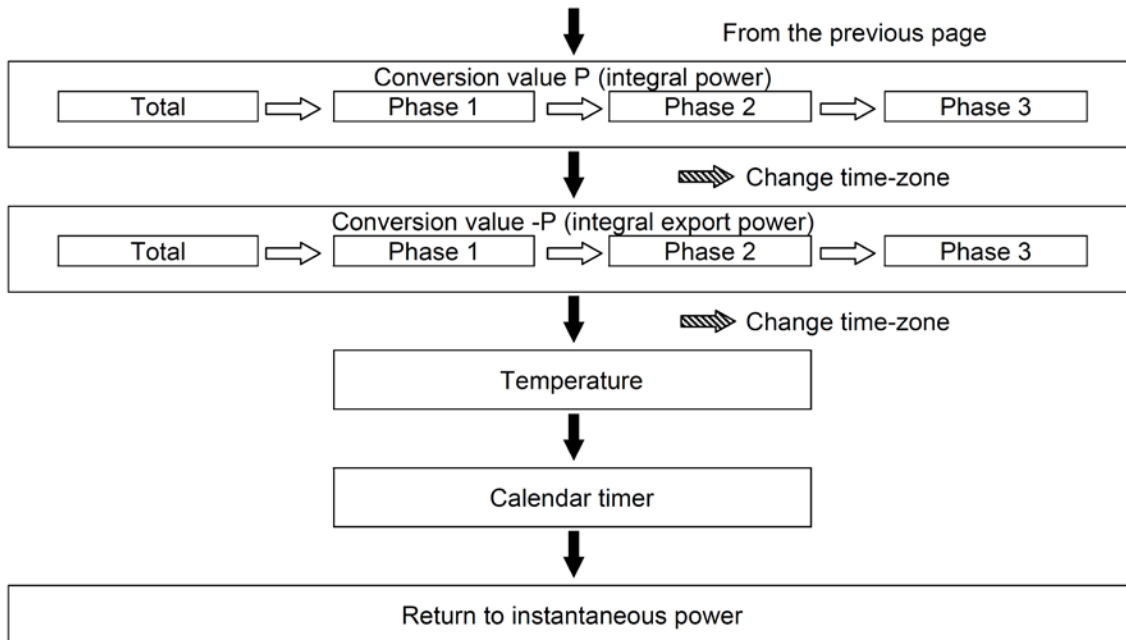 From the previous page
Conversion value P (integral power)
Total Phase 1 Phase 2 Phase 3
Change time-zone
Conversion value -P (integral export power)
Total Phase 1 Phase 2 Phase 3
Change time-zone
Temperature
Calendar timer
Return to instantaneous power